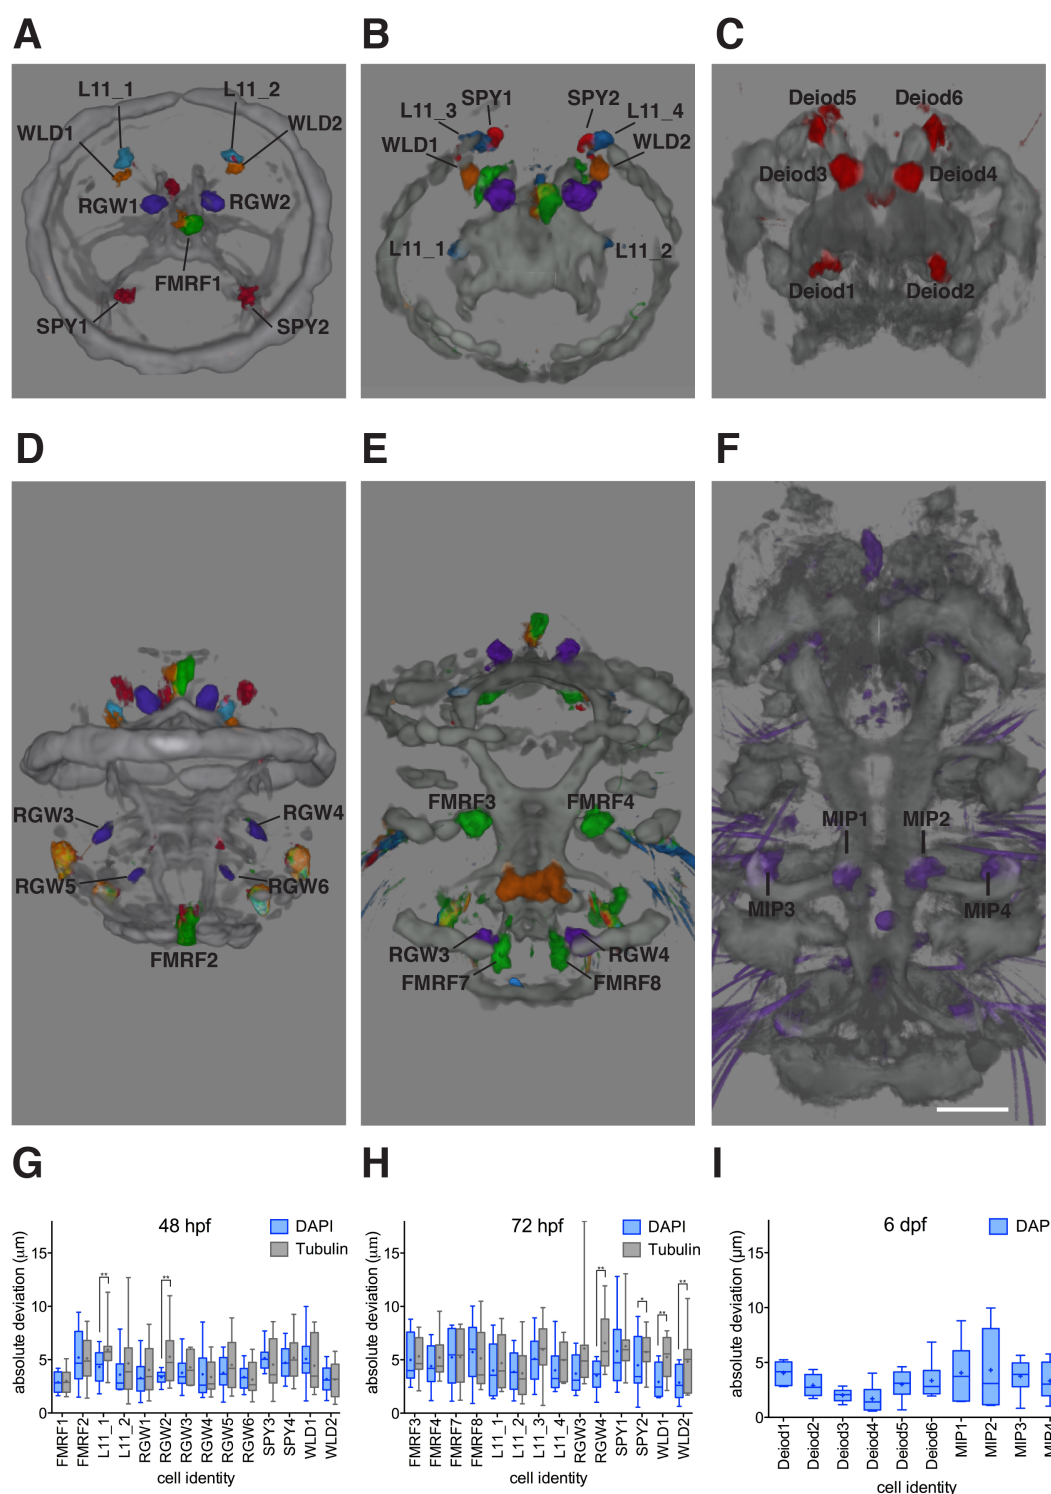 A
B
C
L11_1
L11_2
WLD1
WLD2
RGW1
RGW2
FMRF1
SPY1
SPY2
SPY1
SPY2
L11_3
L11_4
WLD1
WLD2
L11_1
L11_2
Deiod5
Deiod6
Deiod3
Deiod4
Deiod1
Deiod2
D
E
F
RGW3
RGW4
RGW5
RGW6
FMRF2
FMRF3
FMRF4
RGW3
RGW4
FMRF7
FMRF8
MIP1
MIP2
MIP3
MIP4
G
H
I
48 hpf
DAPI
Tubulin
absolute deviation (μm)
15
10
5
0
** **
FMRF1 FMRF2 L11_1 L11_2 RGW1 RGW2 RGW3 RGW4 RGW5 RGW6 SPY3 SPY4 WLD1 WLD2
cell identity
72 hpf
DAPI
Tubulin
absolute deviation (μm)
15
10
5
0
** * ** **
FMRF3 FMRF4 FMRF7 FMRF8 L11_1 L11_2 L11_3 L11_4 RGW3 RGW4 SPY1 SPY2 WLD1 WLD2
cell identity
6 dpf
DAP
absolute deviation (μm)
15
10
5
0
Deiod1 Deiod2 Deiod3 Deiod4 Deiod5 Deiod6 MIP1 MIP2 MIP3 MIP4
cell identity